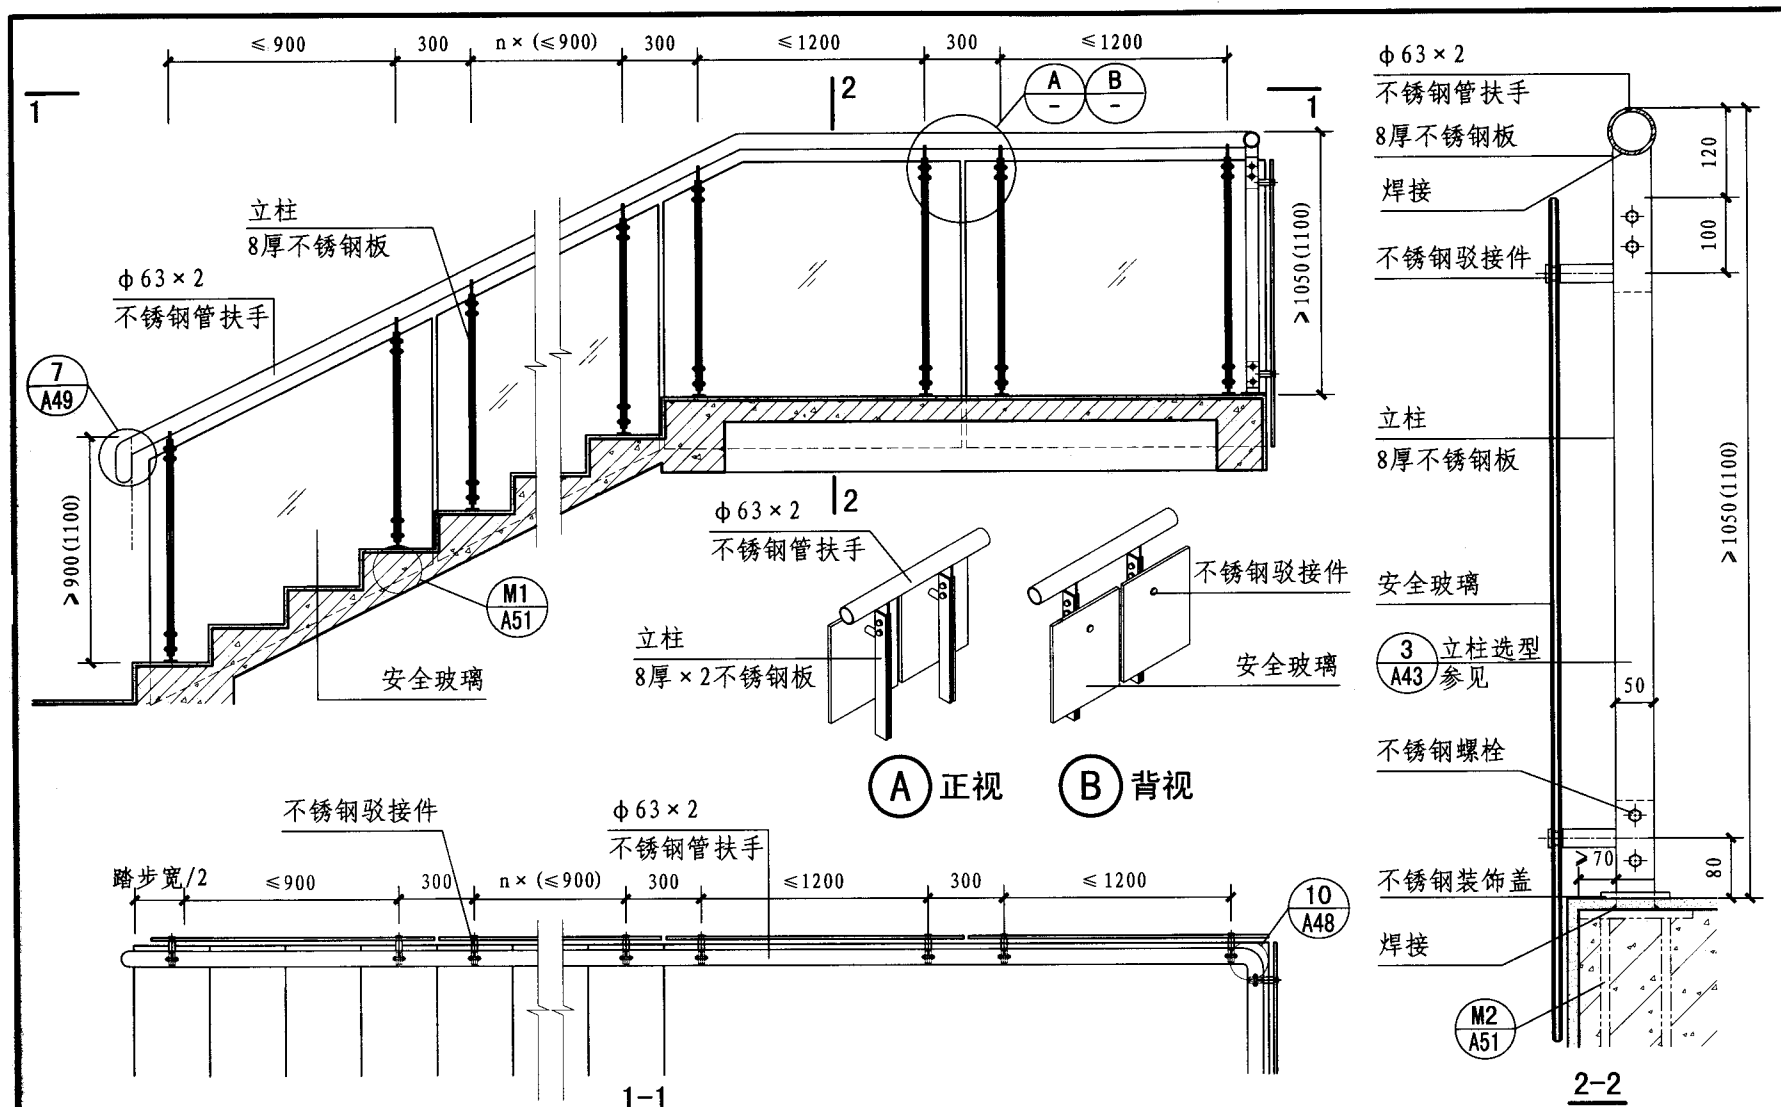 ≤900
300
n×(≤900)
300
≤1200
300
≤1200
1
2
A
-
B
-
1
立柱
8厚不锈钢板
φ63×2
不锈钢管扶手
7
A49
≥900(1100)
≥1050(1100)
M1
A51
安全玻璃
2
φ63×2
不锈钢管扶手
立柱
8厚×2不锈钢板
不锈钢驳接件
安全玻璃
A 正视
B 背视
φ63×2
不锈钢管扶手
8厚不锈钢板
焊接
不锈钢驳接件
立柱
8厚不锈钢板
安全玻璃
3
A43
立柱选型
参见
不锈钢螺栓
不锈钢装饰盖
焊接
M2
A51
120
100
≥1050(1100)
50
≥70
80
2-2
不锈钢驳接件
φ63×2
不锈钢管扶手
踏步宽/2
≤900
300
n×(≤900)
300
≤1200
300
≤1200
10
A48
1-1